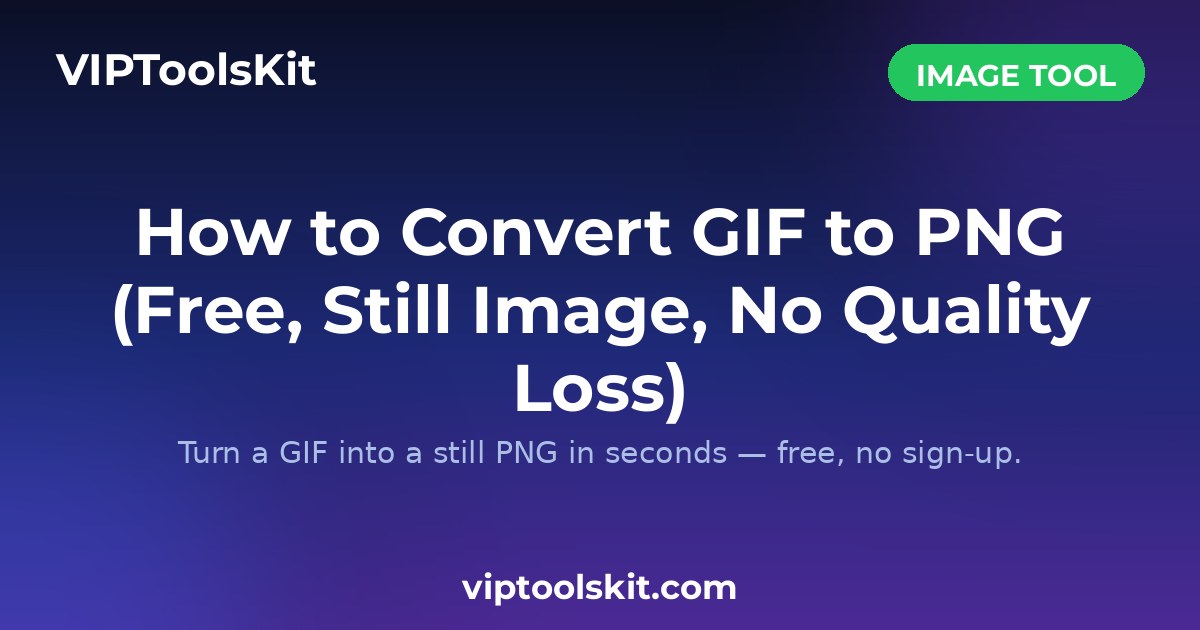 VIPToolsKit
IMAGE TOOL
How to Convert GIF to PNG
(Free, Still Image, No Quality
Loss)
Turn a GIF into a still PNG in seconds — free, no sign-up.
viptoolskit.com